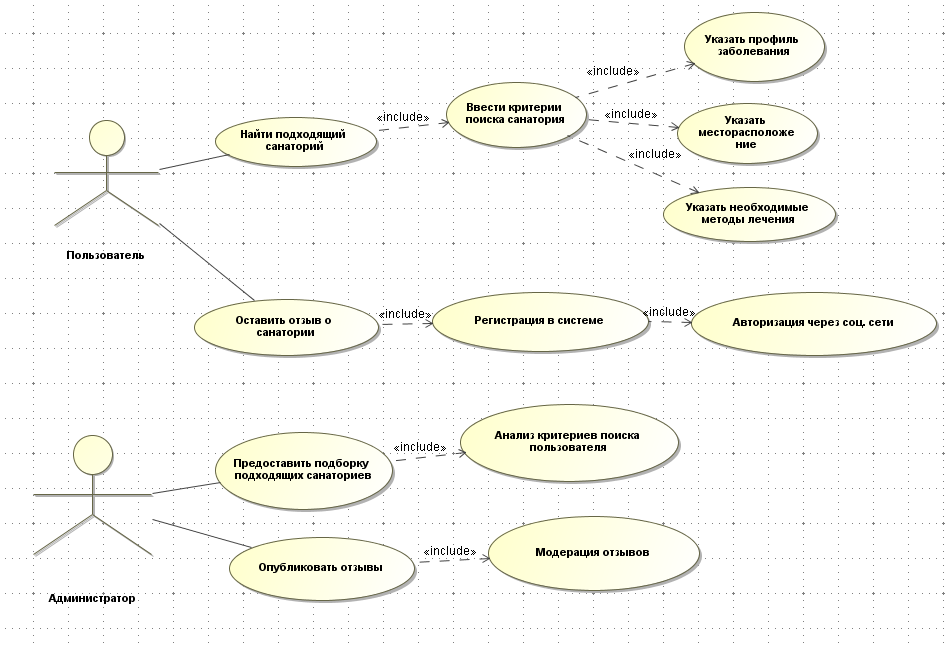 Указать профиль
заболевания
«include»
Ввести критерии
поиска санатория
«include»
«include»
Указать
месторасположе
ние
Найти подходящий
санаторий
«include»
Указать необходимые
методы лечения
Пользователь
Оставить отзыв о
санатории
«include»
Регистрация в системе
«include»
Авторизация через соц. сети
Предоставить подборку
подходящих санаториев
«include»
Анализ критериев поиска
пользователя
Опубликовать отзывы
«include»
Модерация отзывов
Администратор